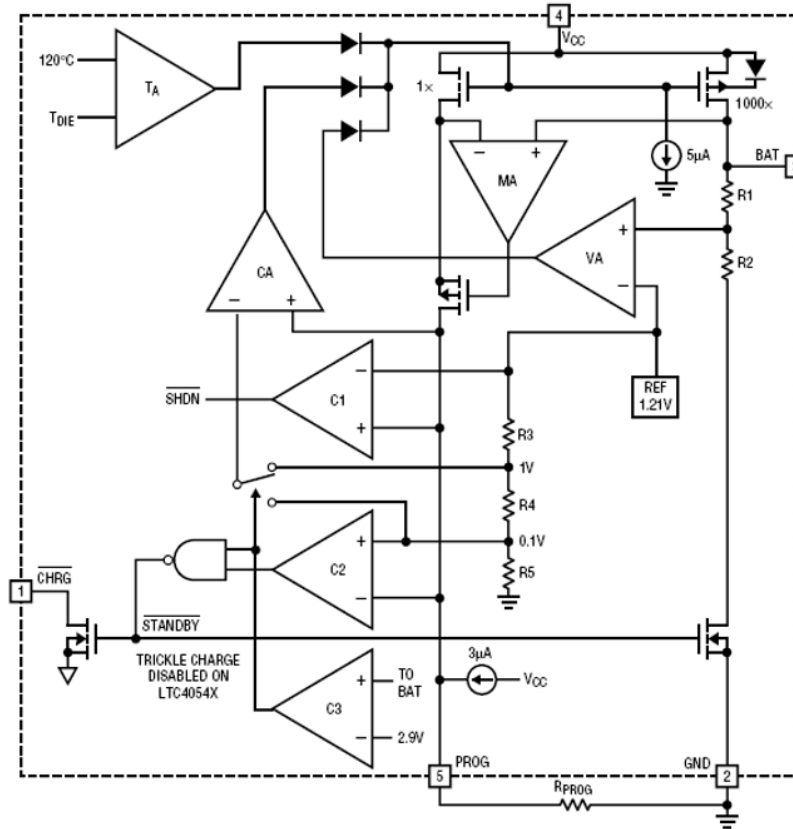 4
VCC
120°C
TA
TDIE
1×
1000×
MA
− +
5µA
BAT
R1
R2
VA
+
−
CA
− +
REF
1.21V
SHDN
C1
−
+
R3
1V
R4
0.1V
R5
C2
+
−
CHRG
1
STANDBY
TRICKLE CHARGE
DISABLED ON
LTC4054X
C3
+
−
TO
BAT
2.9V
3µA
VCC
5
PROG
GND
2
RPROG